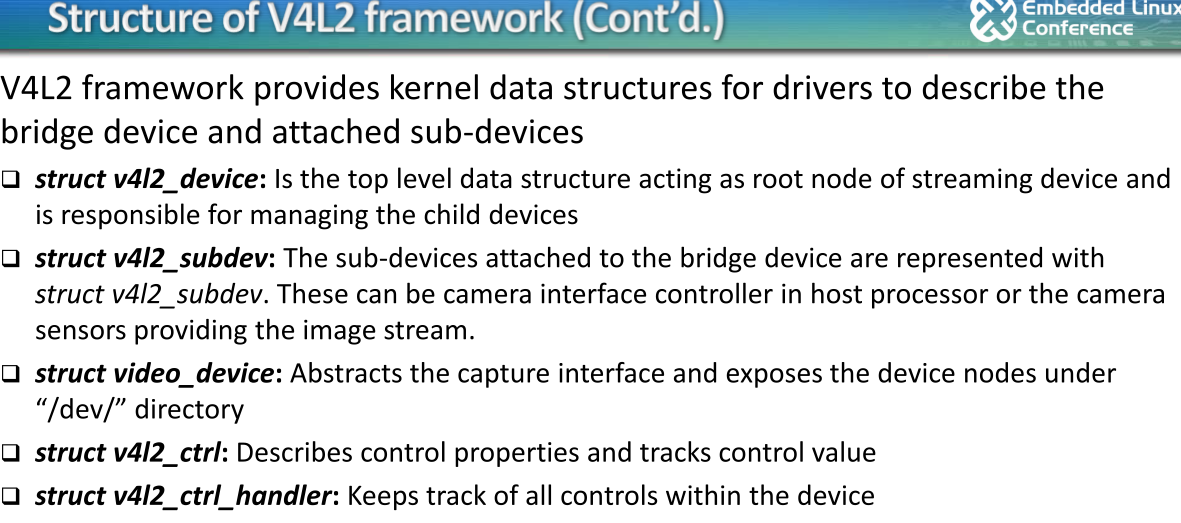 Structure of V4L2 framework (Cont'd.)
Embedded Linux
Conference
V4L2 framework provides kernel data structures for drivers to describe the
bridge device and attached sub-devices
❑ struct v4l2_device: Is the top level data structure acting as root node of streaming device and
is responsible for managing the child devices
❑ struct v4l2_subdev: The sub-devices attached to the bridge device are represented with
struct v4l2_subdev. These can be camera interface controller in host processor or the camera
sensors providing the image stream.
❑ struct video_device: Abstracts the capture interface and exposes the device nodes under
“/dev/” directory
❑ struct v4l2_ctrl: Describes control properties and tracks control value
❑ struct v4l2_ctrl_handler: Keeps track of all controls within the device